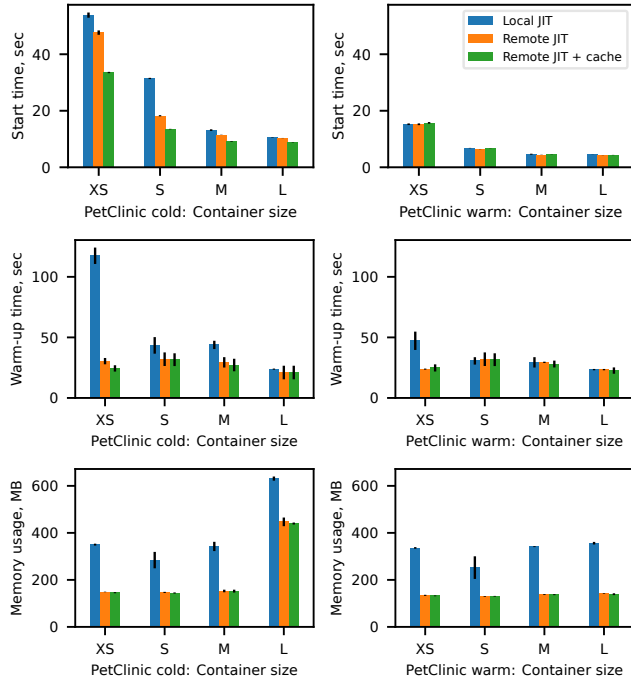 Local JIT
Remote JIT
Remote JIT + cache
Start time, sec
40
20
0
XS S M L
PetClinic cold: Container size
Start time, sec
40
20
0
XS S M L
PetClinic warm: Container size
Warm-up time, sec
100
50
0
XS S M L
PetClinic cold: Container size
Warm-up time, sec
100
50
0
XS S M L
PetClinic warm: Container size
Memory usage, MB
600
400
200
0
XS S M L
PetClinic cold: Container size
Memory usage, MB
600
400
200
0
XS S M L
PetClinic warm: Container size